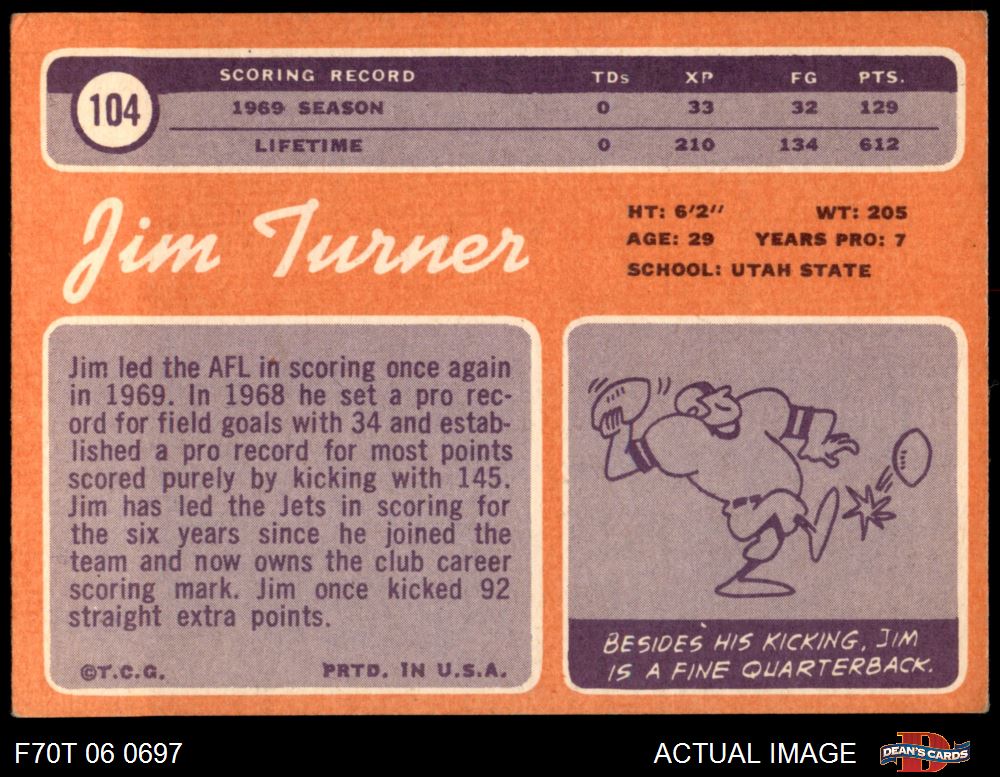 104
SCORING RECORD TDs XP FG PTS.
1969 SEASON 0 33 32 129
LIFETIME 0 210 134 612
Jim Turner
HT: 6'2'' WT: 205
AGE: 29 YEARS PRO: 7
SCHOOL: UTAH STATE
Jim led the AFL in scoring once again
in 1969. In 1968 he set a pro rec-
ord for field goals with 34 and estab-
lished a pro record for most points
scored purely by kicking with 145.
Jim has led the Jets in scoring for
the six years since he joined the
team and now owns the club career
scoring mark. Jim once kicked 92
straight extra points.
©T.C.G. PRTD. IN U.S.A.
BESIDES HIS KICKING, JIM
IS A FINE QUARTERBACK.
F70T 06 0697 ACTUAL IMAGE
D
DEAN'S CARDS